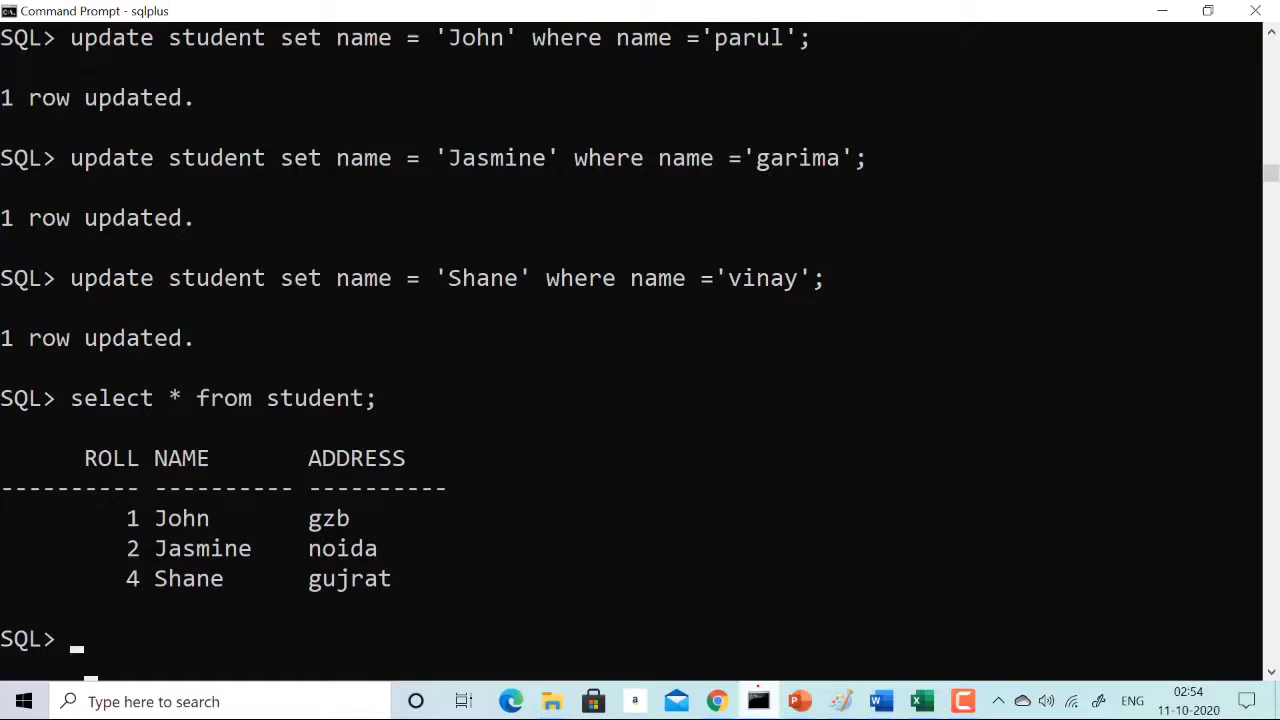 Command Prompt - sqlplus
SQL> update student set name = 'John' where name ='parul';
1 row updated.
SQL> update student set name = 'Jasmine' where name ='garima';
1 row updated.
SQL> update student set name = 'Shane' where name ='vinay';
1 row updated.
SQL> select * from student;
ROLL NAME ADDRESS
---------- ---------- ----------
1 John gzb
2 Jasmine noida
4 Shane gujrat
SQL>
Type here to search
a
ENG
02:54
11-10-2020